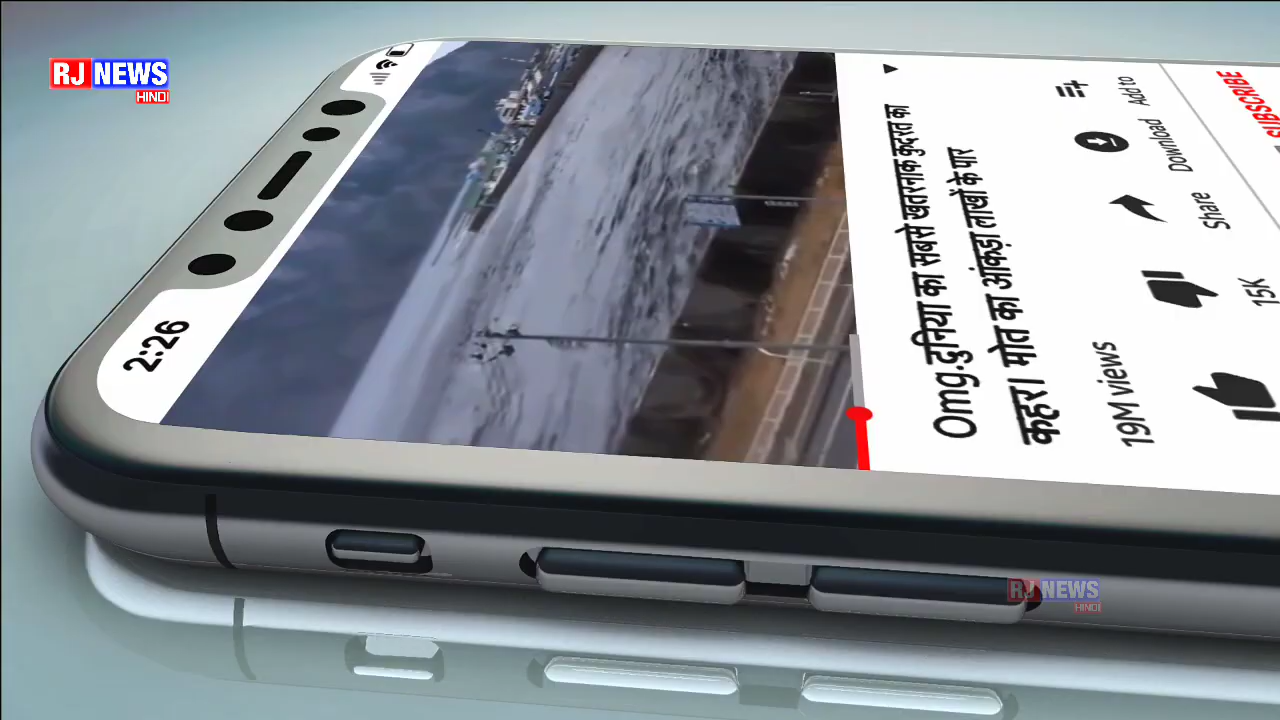 RJ NEWS
HINDI
2:26
Omg.दुनिया का सबसे खतरनाक कुदरत का
कहर। मोत का आंकड़ा लाखों के पार
19M views
15K
Share
Download
Add to
SUBSCRIBE
RJ NEWS
HINDI